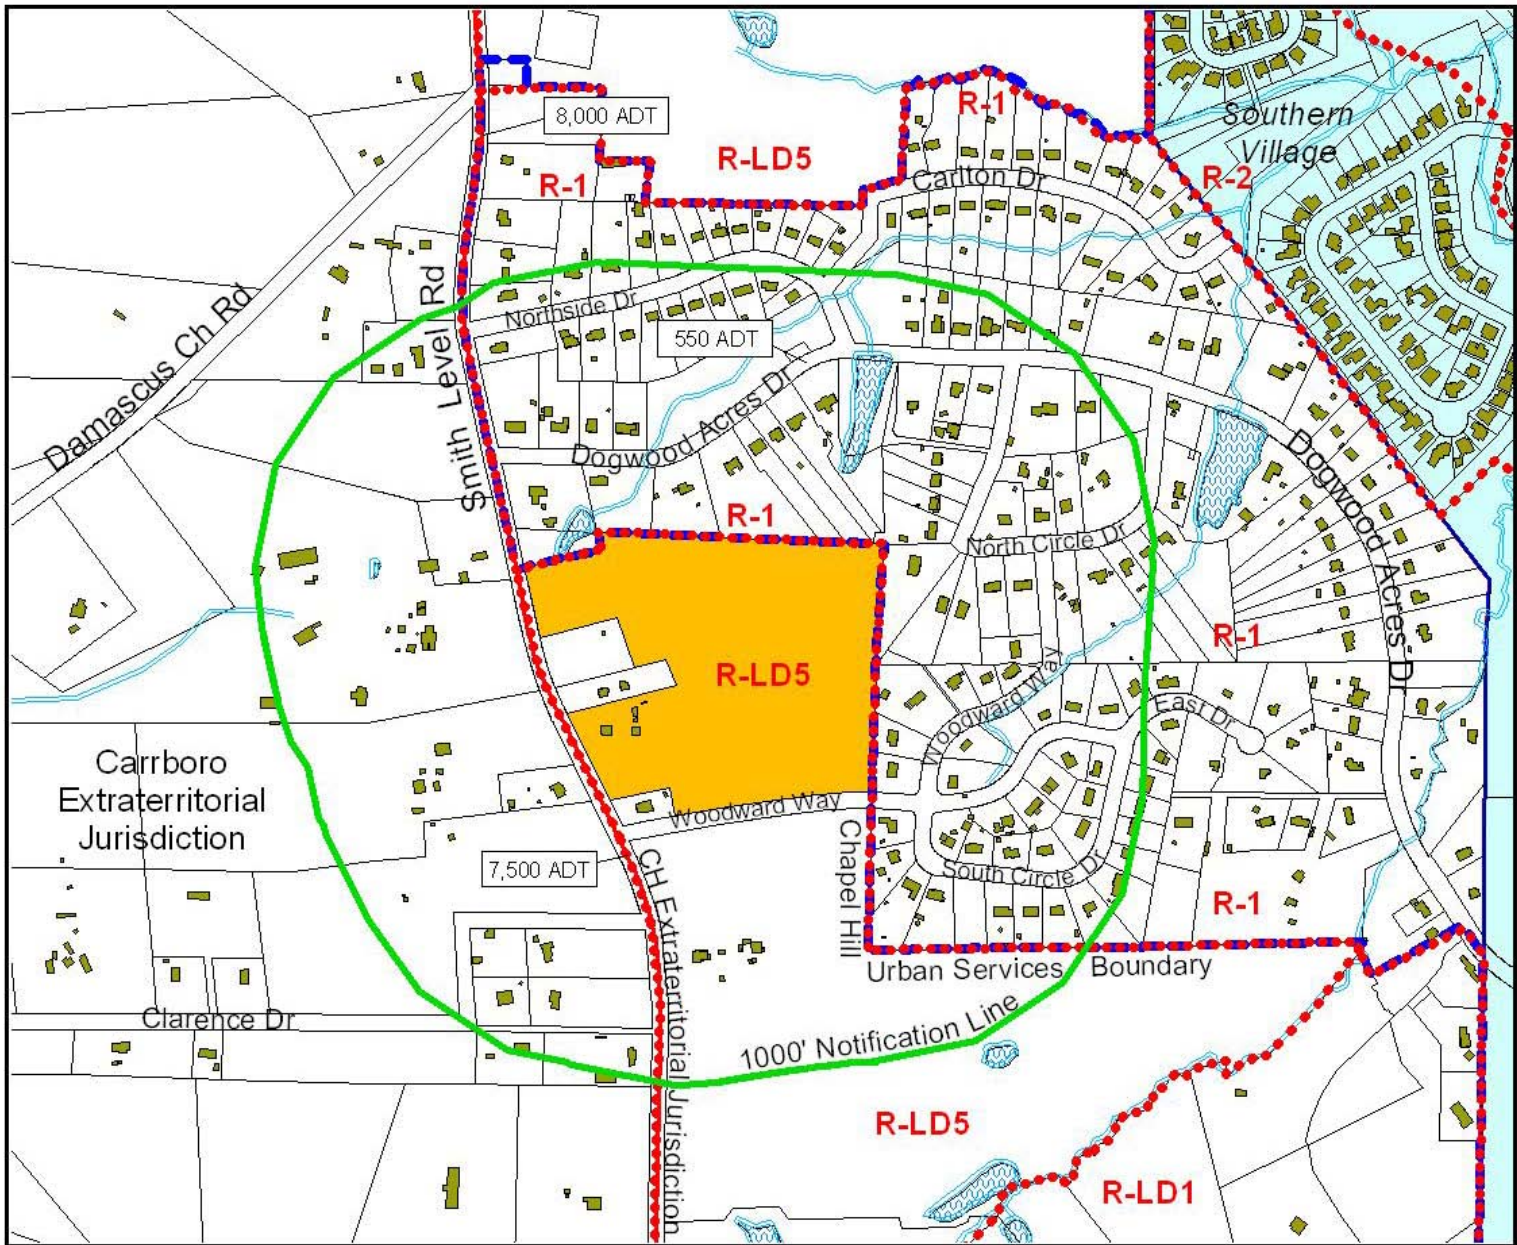 8,000 ADT
R-1
Southern
Village
R-LD5
R-2
R-1
Carlton Dr
Smith Level Rd
Damascus Ch Rd
Northside Dr
550 ADT
Dogwood Acres Dr
Dogwood Acres Dr
R-1
North Circle Dr
R-1
R-LD5
Woodward Way
East Dr
Carrboro
Extraterritorial
Jurisdiction
Woodward Way
7,500 ADT
CH Extraterritorial Jurisdiction
Chapel Hill
South Circle Dr
R-1
Urban Services Boundary
Clarence Dr
1000' Notification Line
R-LD5
R-LD1